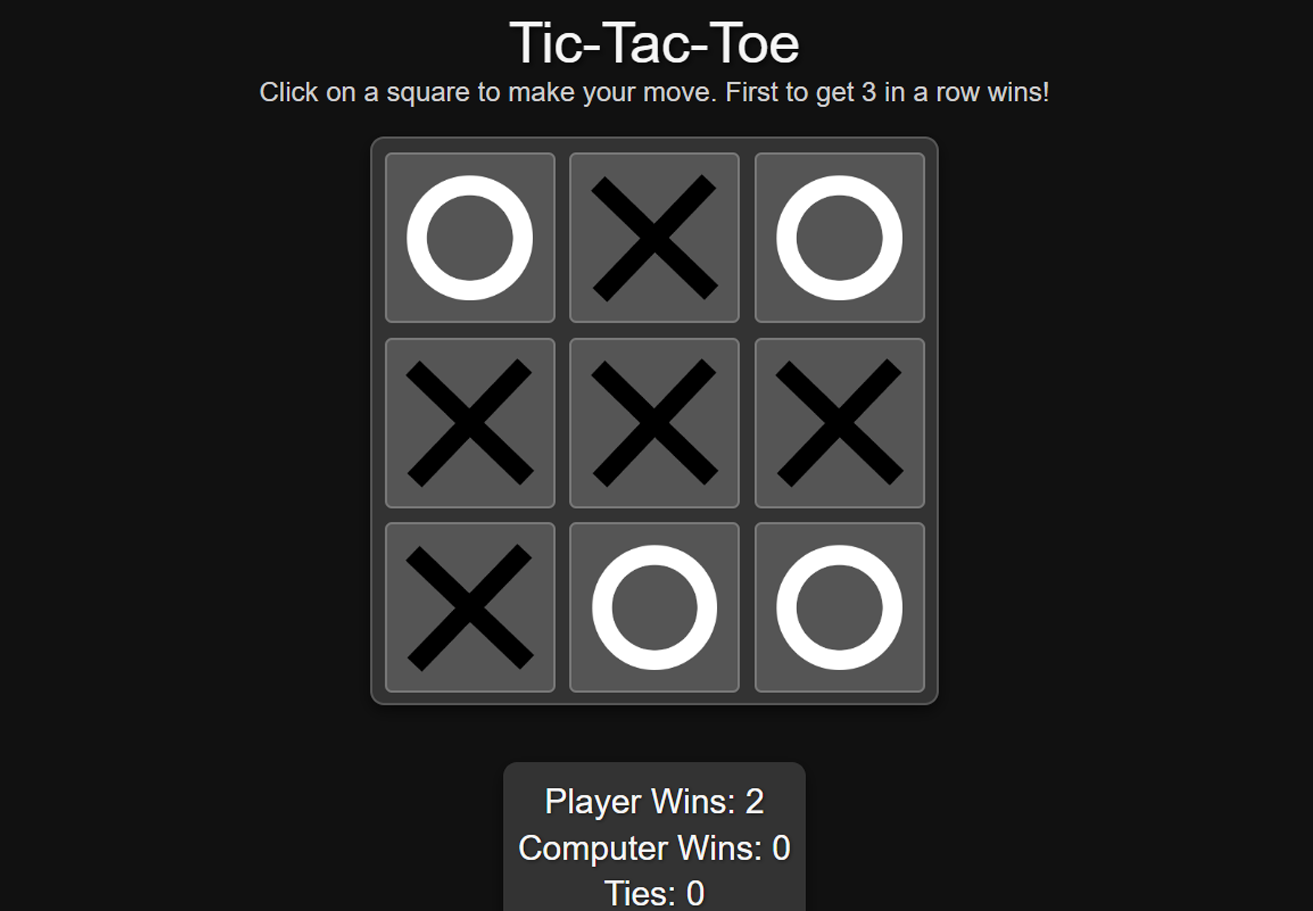 Tic-Tac-Toe
Click on a square to make your move. First to get 3 in a row wins!
Player Wins: 2
Computer Wins: 0
Ties: 0